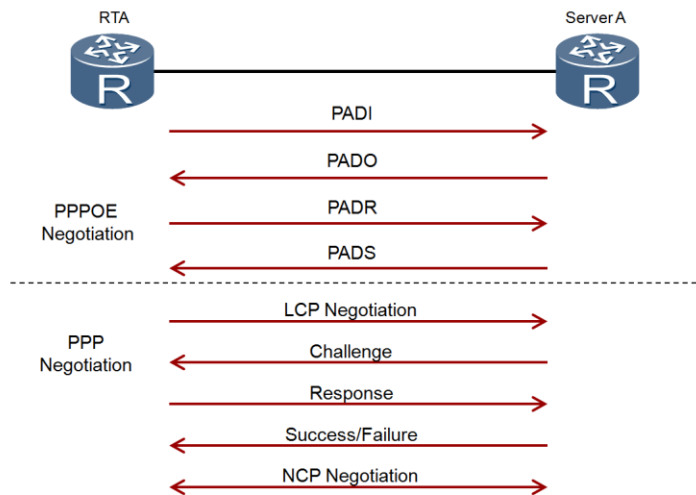 RTA
Server A
R
R
PADI
PADO
PPPOE
Negotiation
PADR
PADS
LCP Negotiation
PPP
Negotiation
Challenge
Response
Success/Failure
NCP Negotiation